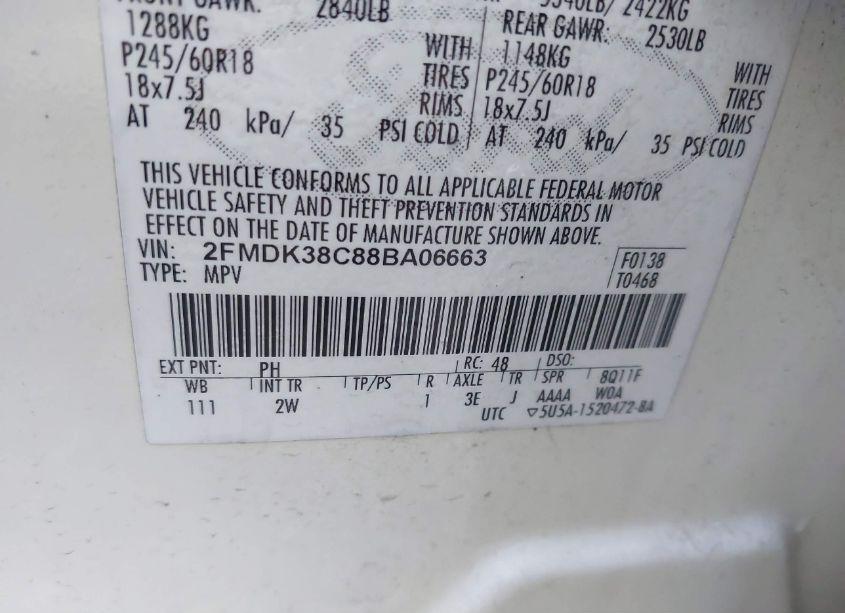 FRONT GAWR: 2840LB 5340LB/ 2422KG
1288KG WITH REAR GAWR: 2530LB
P245/60R18 TIRES 1148KG WITH
18x7.5J RIMS P245/60R18 TIRES
AT 240 kPa/ 35 PSI COLD 18x7.5J RIMS
AT 240 kPa/ 35 PSI COLD
THIS VEHICLE CONFORMS TO ALL APPLICABLE FEDERAL MOTOR
VEHICLE SAFETY AND THEFT PREVENTION STANDARDS IN
EFFECT ON THE DATE OF MANUFACTURE SHOWN ABOVE.
VIN: 2FMDK38C88BA06663 F0138
TYPE: MPV T0468
EXT PNT: PH RC: 48 DSO:
WB INT TR TP/PS R AXLE TR SPR 8Q11F
111 2W 1 3E J AAAA W0A
UTC ▽5U5A-1520472-BA